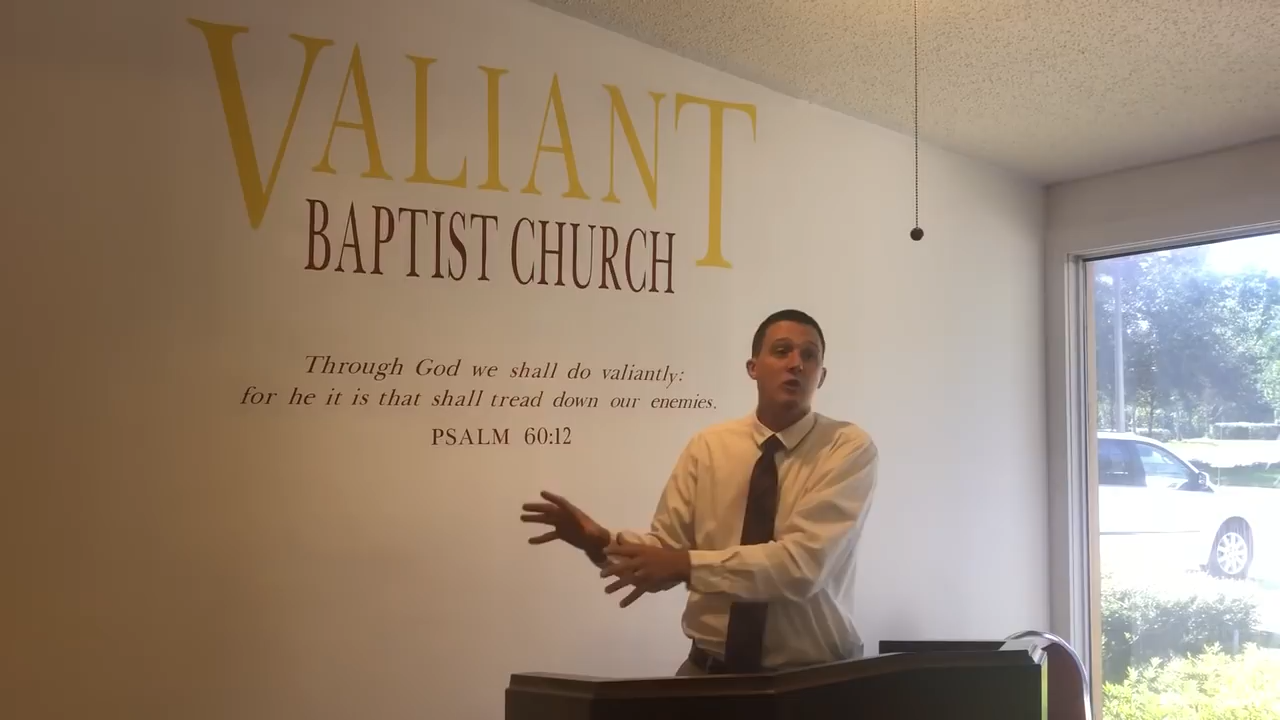 VALIANT
BAPTIST CHURCH
Through God we shall do valiantly:
for he it is that shall tread down our enemies.
PSALM 60:12